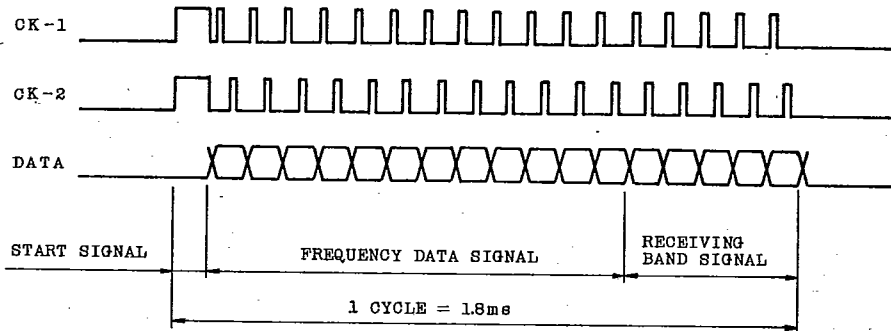 CK-1
CK-2
DATA
START SIGNAL
FREQUENCY DATA SIGNAL
RECEIVING
BAND SIGNAL
1 CYCLE = 1.8ms